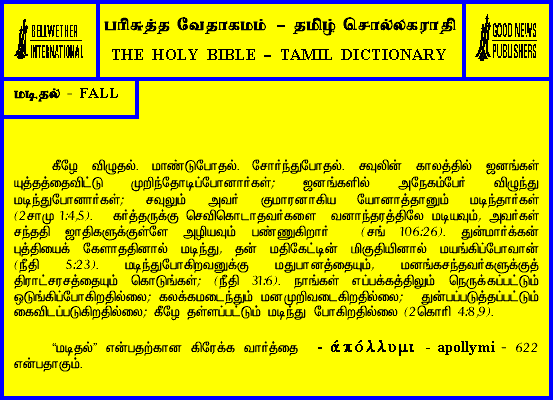 BELLWETHER
INTERNATIONAL
பரிசுத்த வேதாகமம் – தமிழ் சொல்லகராதி
THE HOLY BIBLE – TAMIL DICTIONARY
GOOD NEWS
PUBLISHERS
மடிதல் - FALL
கீழே விழுதல். மாண்டுபோதல். சோர்ந்துபோதல். சவுலின் காலத்தில் ஜனங்கள்
யுத்தத்தைவிட்டு முறிந்தோடிப்போனார்கள்; ஜனங்களில் அநேகம்பேர் விழுந்து
மடிந்துபோனார்கள்; சவுலும் அவர் குமாரனாகிய யோனாத்தானும் மடிந்தார்கள்
(2சாமு 1:4,5). கர்த்தருக்கு செவிகொடாதவர்களை வனாந்தரத்திலே மடியவும், அவர்கள்
சந்ததி ஜாதிகளுக்குள்ளே அழியவும் பண்ணுகிறார் (சங் 106:26). துன்மார்க்கன்
புத்தியைக் கேளாததினால் மடிந்து, தன் மதிகேட்டின் மிகுதியினால் மயங்கிப்போவான்
(நீதி 5:23). மடிந்துபோகிறவனுக்கு மதுபானத்தையும், மனங்கசந்தவர்களுக்குத்
திராட்சரசத்தையும் கொடுங்கள்; (நீதி 31:6). நாங்கள் எப்பக்கத்திலும் நெருக்கப்பட்டும்
ஒடுங்கிப்போகிறதில்லை; கலக்கமடைந்தும் மனமுறிவடைகிறதில்லை; துன்பப்படுத்தப்பட்டும்
கைவிடப்படுகிறதில்லை; கீழே தள்ளப்பட்டும் மடிந்து போகிறதில்லை (2கொரி 4:8,9).
“மடிதல்” என்பதற்கான கிரேக்க வார்த்தை - άπόλλυμι - apollymi - 622
என்பதாகும்.